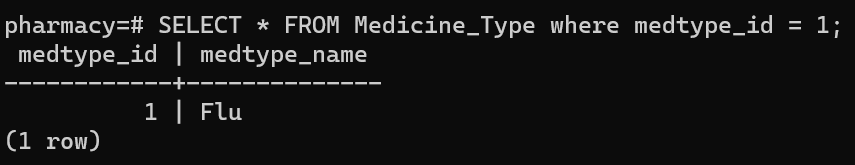 pharmacy=# SELECT * FROM Medicine_Type where medtype_id = 1;
 medtype_id | medtype_name
------------+--------------
          1 | Flu
(1 row)